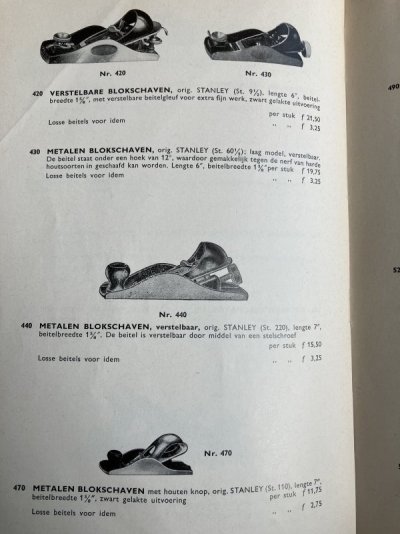 Nr. 420
Nr. 430
420 VERSTELBARE BLOKSCHAVEN, orig. STANLEY (St. 9½), lengte 6", beitel-
breedte 1⅝", met verstelbare beitelgleuf voor extra fijn werk, zwart gelakte uitvoering
per stuk f 21,50
Losse beitels voor idem „ „ f 3,25
430 METALEN BLOKSCHAVEN, orig. STANLEY (St. 60½); laag model, verstelbaar.
De beitel staat onder een hoek van 12°, waardoor gemakkelijk tegen de nerf van harde
houtsoorten in geschaafd kan worden. Lengte 6", beitelbreedte 1⅜" per stuk f 19,75
Losse beitels voor idem „ „ f 3,25
Nr. 440
440 METALEN BLOKSCHAVEN, verstelbaar, orig. STANLEY (St. 220), lengte 7",
beitelbreedte 1⅝". De beitel is verstelbaar door middel van een stelschroef
per stuk f 15,50
Losse beitels voor idem „ „ f 3,25
Nr. 470
470 METALEN BLOKSCHAVEN met houten knop, orig. STANLEY (St. 110), lengte 7",
beitelbreedte 1⅝", zwart gelakte uitvoering per stuk f 11,75
Losse beitels voor idem „ „ f 2,75
490